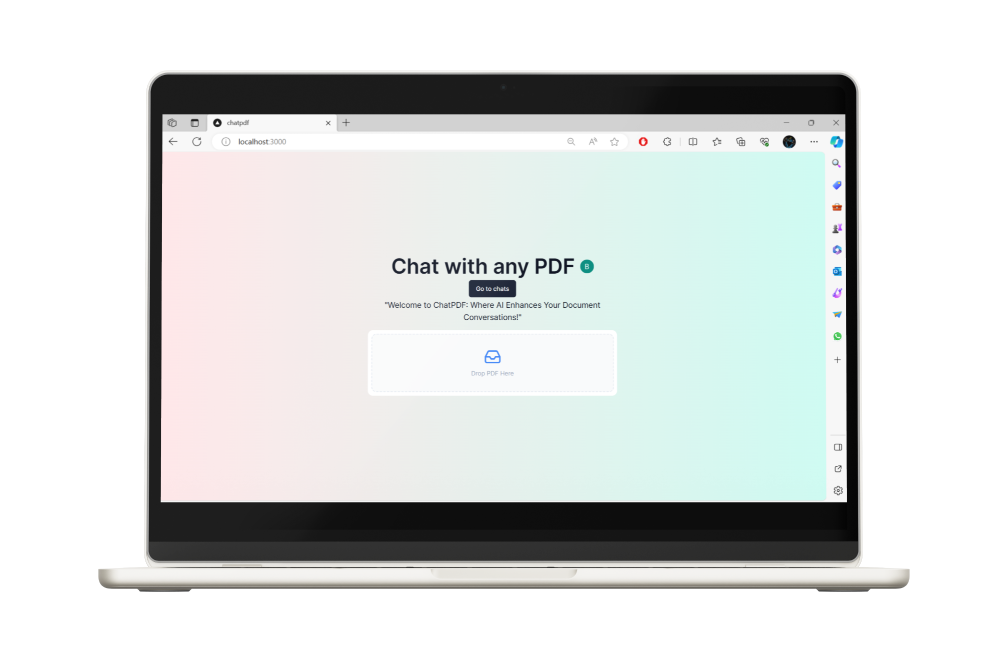 chatpdf
localhost:3000
Chat with any PDF B
Go to chats
"Welcome to ChatPDF: Where AI Enhances Your Document
Conversations!"
Drop PDF Here